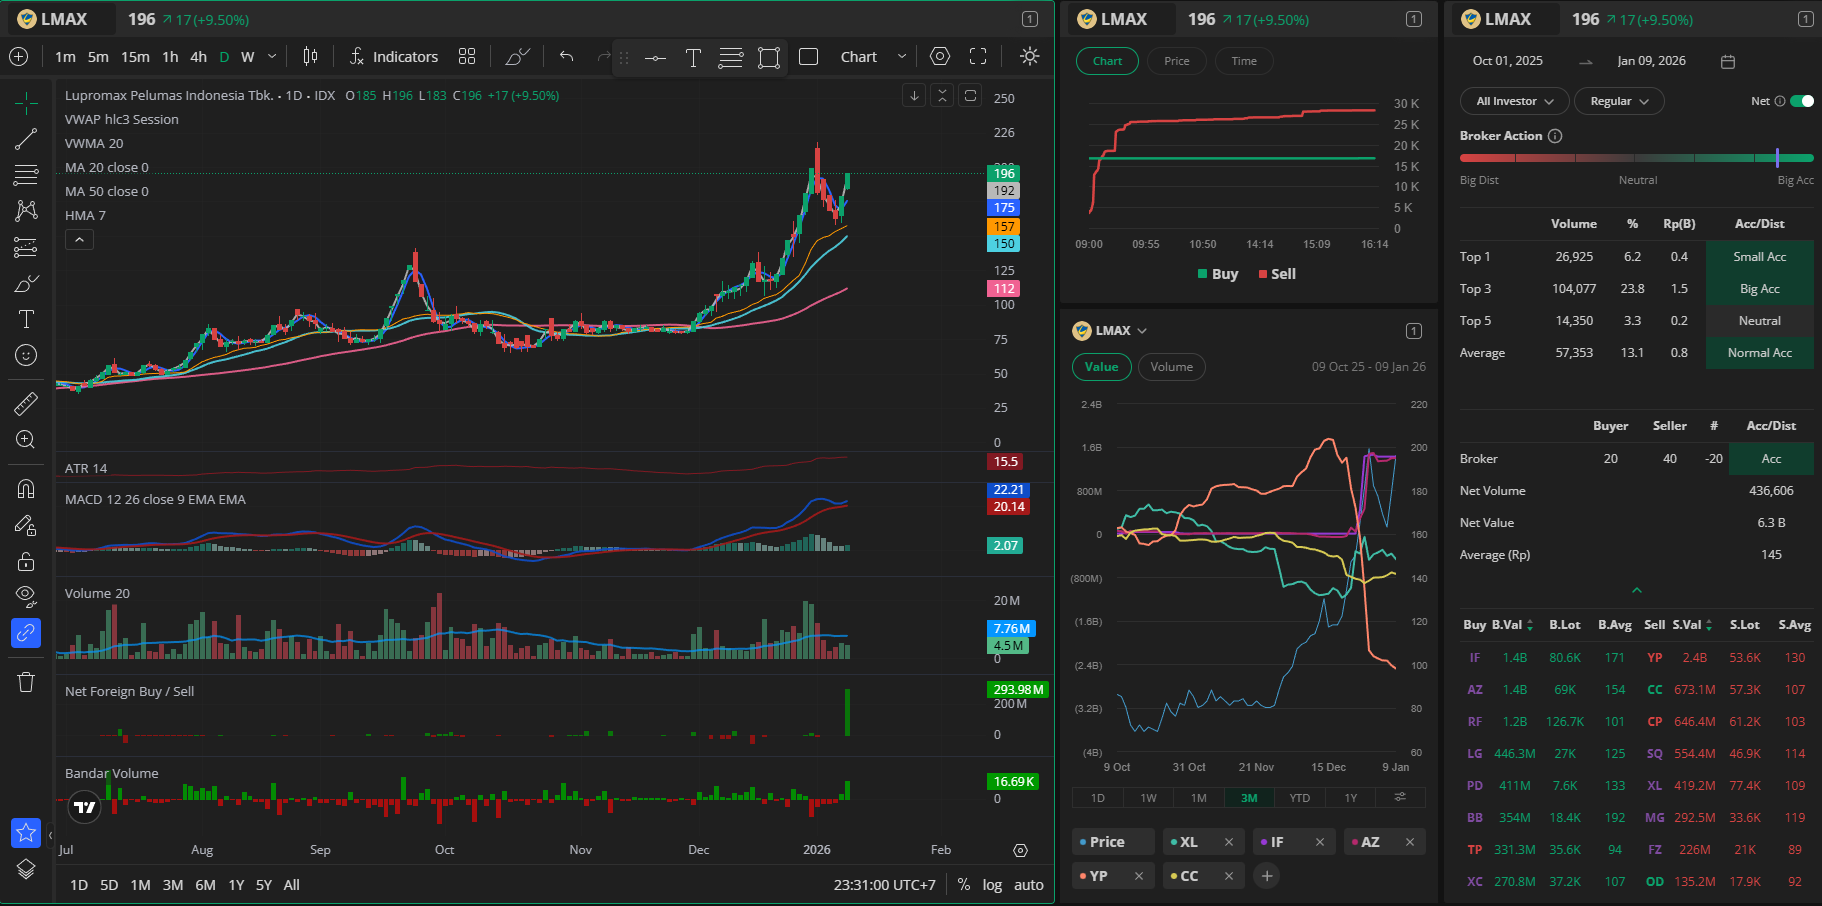 LMAX 196 17 (+9.50%) 1
1m 5m 15m 1h 4h D W Indicators T Chart
Lupromax Pelumas Indonesia Tbk. • 1D • IDX O185 H196 L183 C196 +17 (+9.50%)
VWAP hlc3 Session
VWMA 20
MA 20 close 0
MA 50 close 0
HMA 7
250
226
196
192
175
157
150
125
112
100
75
50
25
0
ATR 14
15.5
MACD 12 26 close 9 EMA EMA
22.21
20.14
2.07
Volume 20
20 M
7.76 M
4.5 M
0
Net Foreign Buy / Sell
293.98 M
200 M
0
Bandar Volume
16.69 K
0
Jul Aug Sep Oct Nov Dec 2026 Feb
1D 5D 1M 3M 6M 1Y 5Y All 23:31:00 UTC+7 % log auto
LMAX 196 17 (+9.50%) 1
Chart Price Time
30 K
25 K
20 K
15 K
10 K
5 K
0
09:00 09:55 10:50 14:14 15:09 16:14
Buy Sell
LMAX 1
Value Volume 09 Oct 25 - 09 Jan 26
2.4B 220
1.6B 200
800M 180
0 160
(800M) 140
(1.6B) 120
(2.4B) 100
(3.2B) 80
(4B) 60
9 Oct 31 Oct 21 Nov 15 Dec 9 Jan
1D 1W 1M 3M YTD 1Y
Price XL IF AZ
YP CC
LMAX 196 17 (+9.50%) 1
Oct 01, 2025 Jan 09, 2026
All Investor Regular Net
Broker Action
Big Dist Neutral Big Acc
Volume % Rp(B) Acc/Dist
Top 1 26,925 6.2 0.4 Small Acc
Top 3 104,077 23.8 1.5 Big Acc
Top 5 14,350 3.3 0.2 Neutral
Average 57,353 13.1 0.8 Normal Acc
Buyer Seller # Acc/Dist
Broker 20 40 -20 Acc
Net Volume 436,606
Net Value 6.3 B
Average (Rp) 145
Buy B.Val B.Lot B.Avg Sell S.Val S.Lot S.Avg
IF 1.4B 80.6K 171 YP 2.4B 53.6K 130
AZ 1.4B 69K 154 CC 673.1M 57.3K 107
RF 1.2B 126.7K 101 CP 646.4M 61.2K 103
LG 446.3M 27K 125 SQ 554.4M 46.9K 114
PD 411M 7.6K 133 XL 419.2M 77.4K 109
BB 354M 18.4K 192 MG 292.5M 33.6K 119
TP 331.3M 35.6K 94 FZ 226M 21K 89
XC 270.8M 37.2K 107 OD 135.2M 17.9K 92